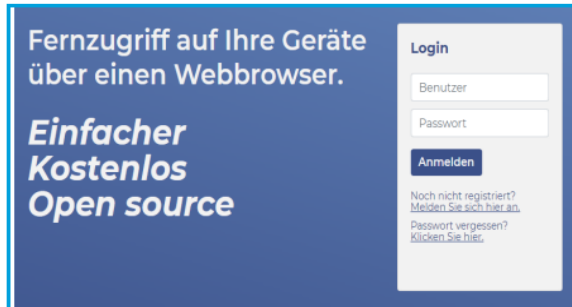 Fernzugriff auf Ihre Geräte
über einen Webbrowser.
Einfacher
Kostenlos
Open source
Login
Benutzer
Passwort
Anmelden
Noch nicht registriert?
Melden Sie sich hier an.
Passwort vergessen?
Klicken Sie hier.